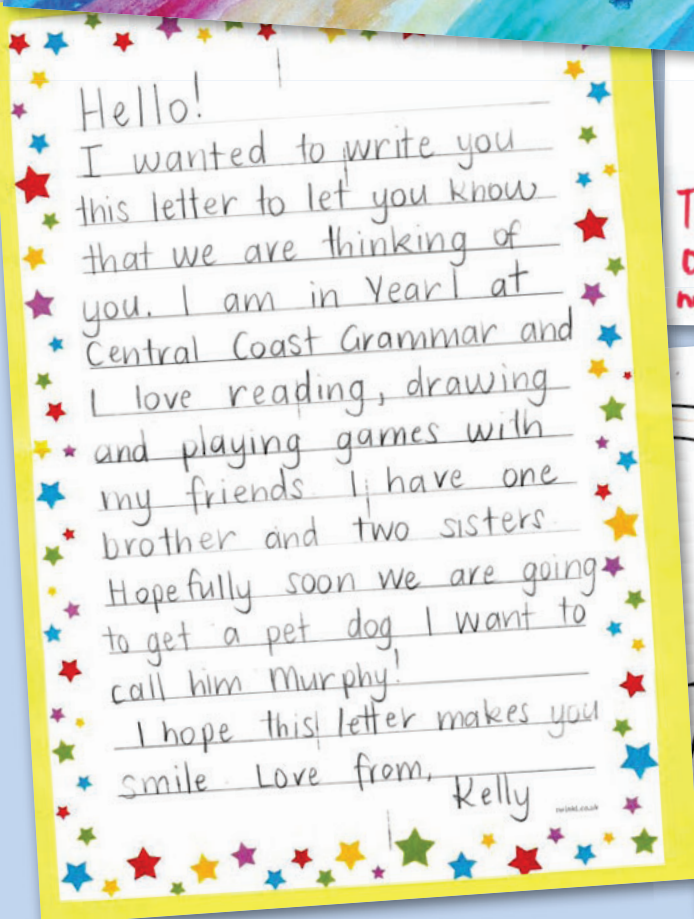 Hello!
I wanted to write you
this letter to let you know
that we are thinking of
you. I am in Year 1 at
Central Coast Grammar and
I love reading, drawing
and playing games with
my friends. I have one
brother and two sisters.
Hopefully soon we are going
to get a pet dog I want to
call him Murphy!
I hope this letter makes you
smile. Love from,
Kelly
twinkl.co.uk